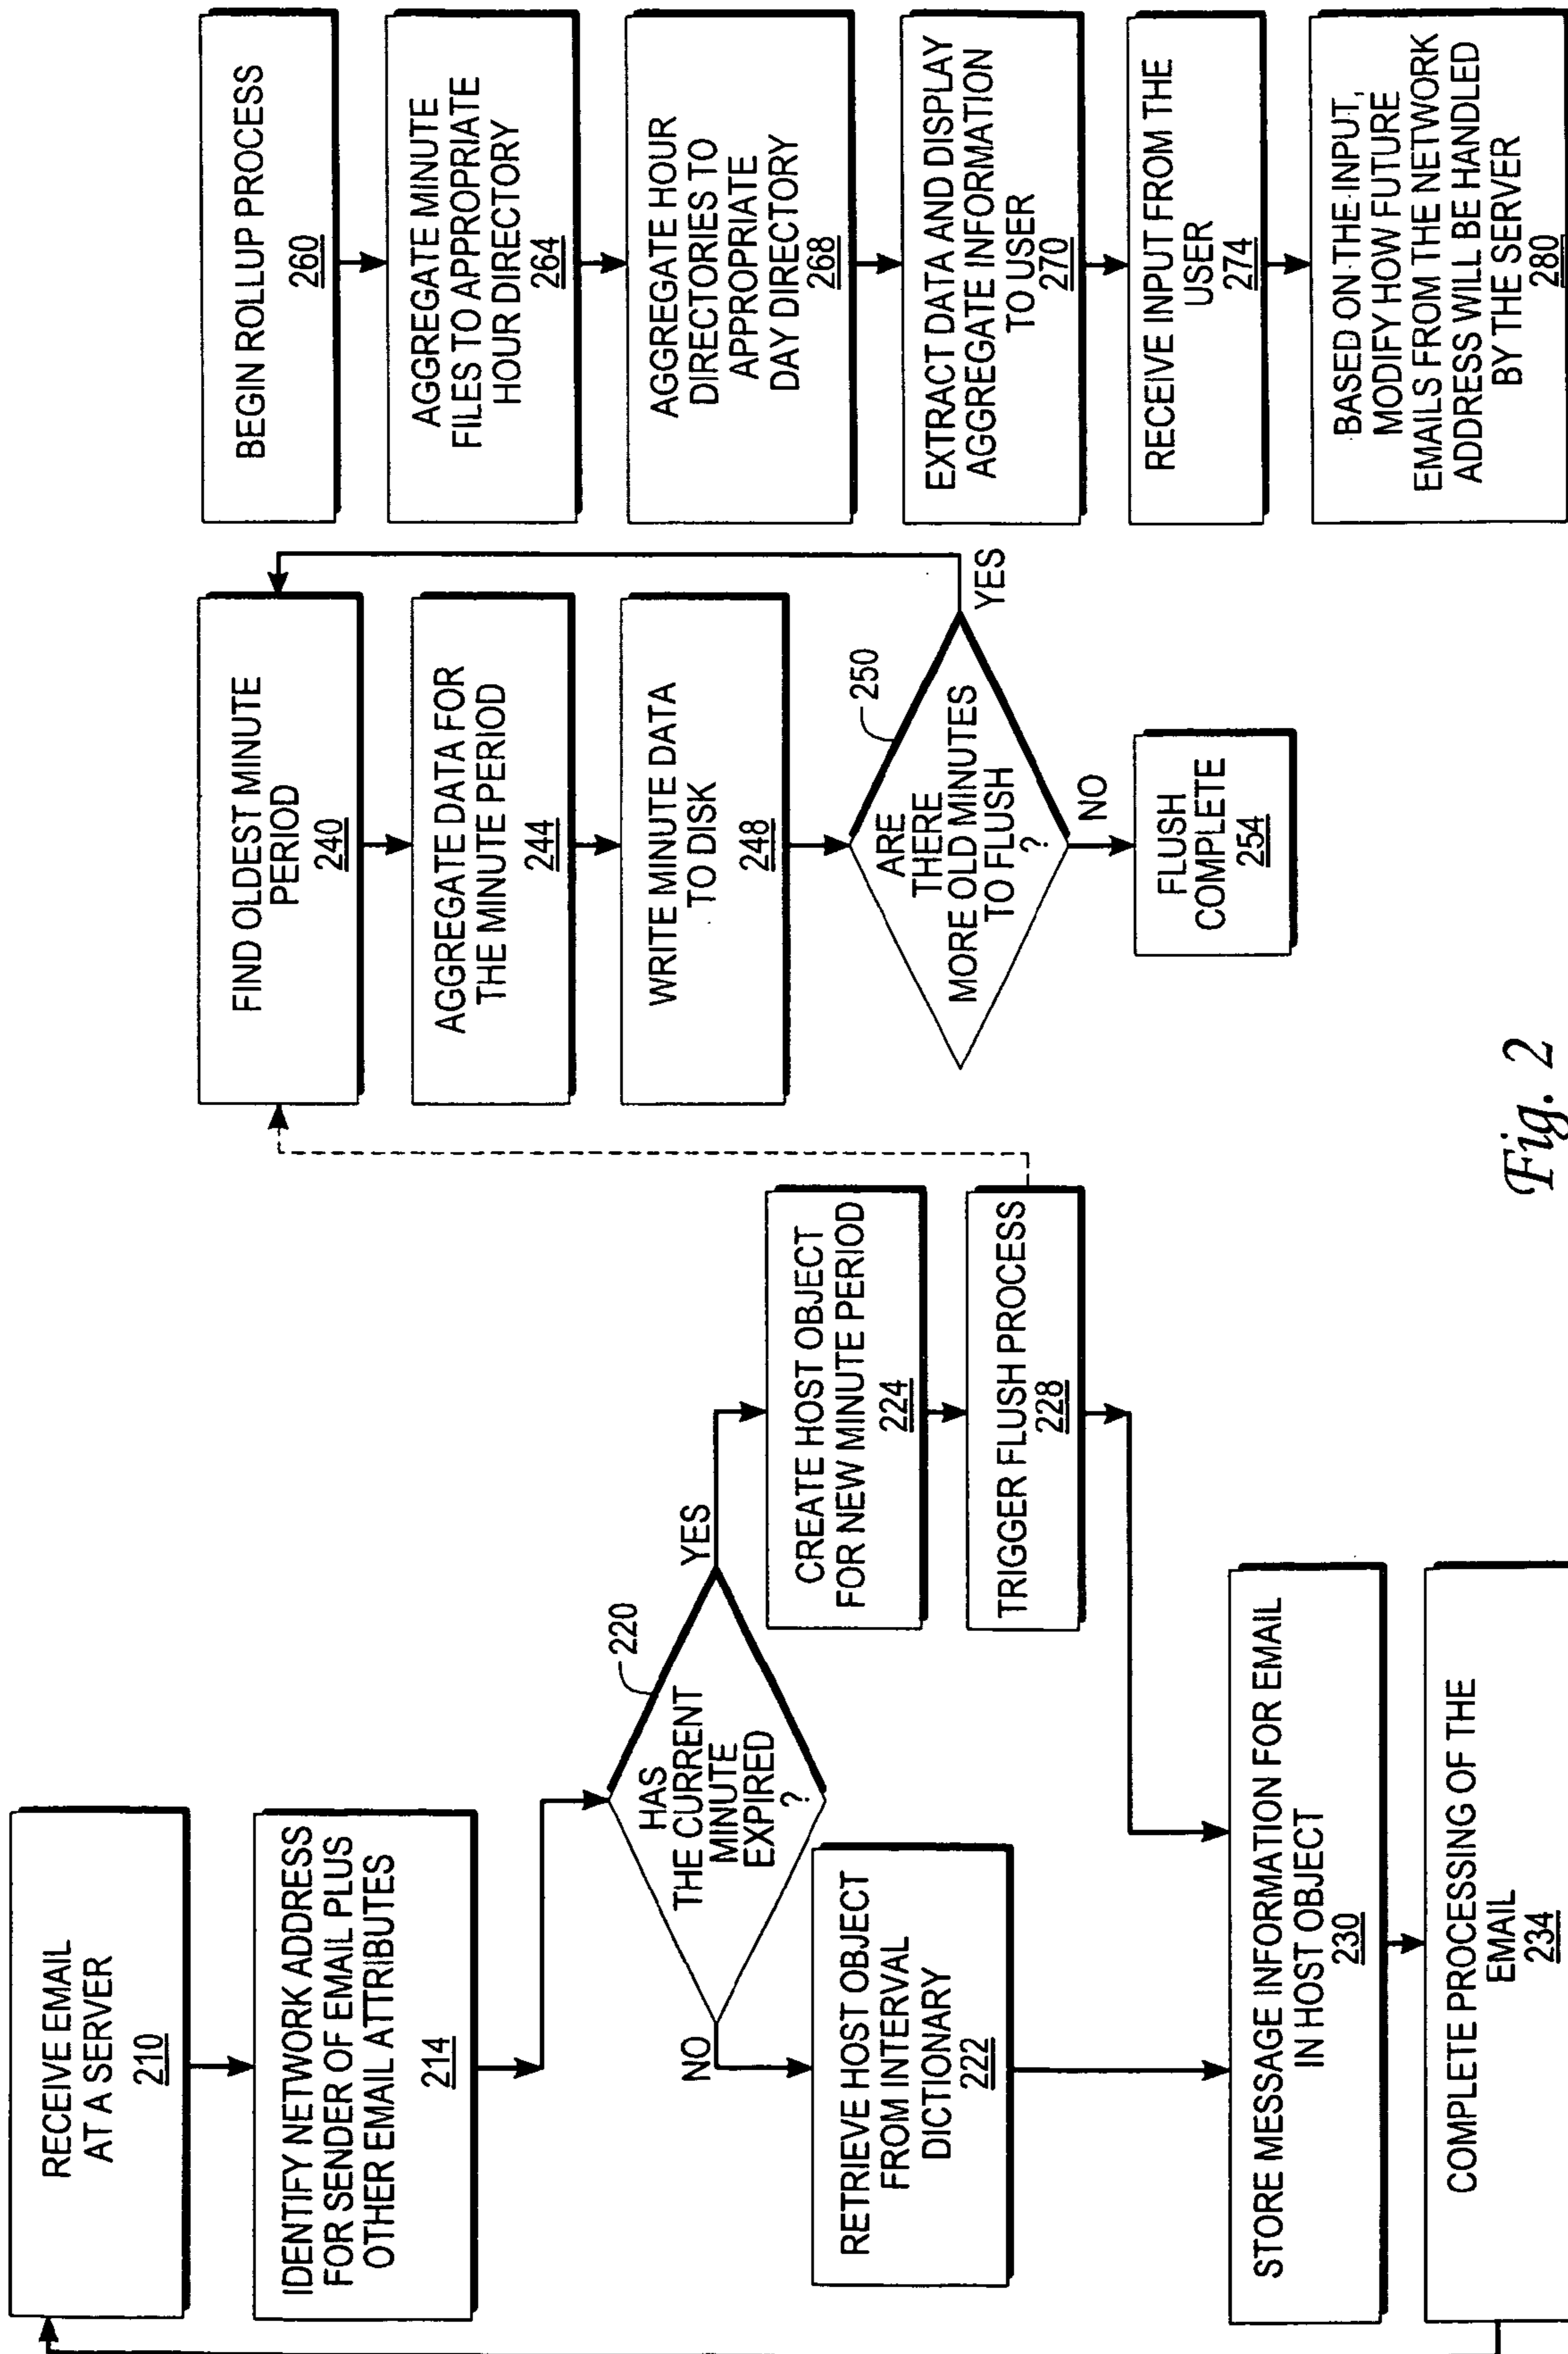 RECEIVE EMAIL
AT A SERVER
210
IDENTIFY NETWORK ADDRESS
FOR SENDER OF EMAIL PLUS
OTHER EMAIL ATTRIBUTES
214
HAS
THE CURRENT
MINUTE
EXPIRED
?
220
NO
YES
RETRIEVE HOST OBJECT
FROM INTERVAL
DICTIONARY
222
CREATE HOST OBJECT
FOR NEW MINUTE PERIOD
224
TRIGGER FLUSH PROCESS
228
STORE MESSAGE INFORMATION FOR EMAIL
IN HOST OBJECT
230
COMPLETE PROCESSING OF THE
EMAIL
234
FIND OLDEST MINUTE
PERIOD
240
AGGREGATE DATA FOR
THE MINUTE PERIOD
244
WRITE MINUTE DATA
TO DISK
248
ARE
THERE
MORE OLD MINUTES
TO FLUSH
?
250
YES
NO
FLUSH
COMPLETE
254
BEGIN ROLLUP PROCESS
260
AGGREGATE MINUTE
FILES TO APPROPRIATE
HOUR DIRECTORY
264
AGGREGATE HOUR
DIRECTORIES TO
APPROPRIATE
DAY DIRECTORY
268
EXTRACT DATA AND DISPLAY
AGGREGATE INFORMATION
TO USER
270
RECEIVE INPUT FROM THE
USER
274
BASED ON THE INPUT,
MODIFY HOW FUTURE
EMAILS FROM THE NETWORK
ADDRESS WILL BE HANDLED
BY THE SERVER
280
Fig. 2